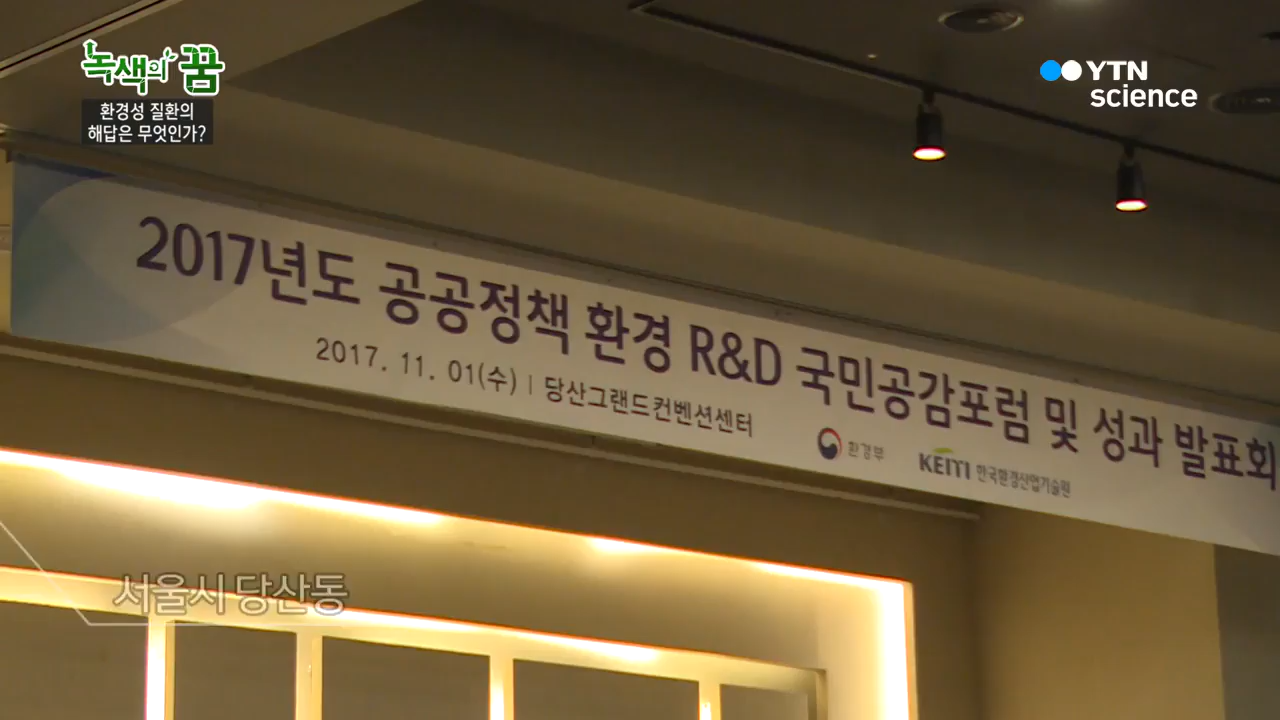 녹색의 꿈
환경성 질환의
해답은 무엇인가?
YTN
science
2017년도 공공정책 환경 R&D 국민공감포럼 및 성과 발표회
2017. 11. 01(수) | 당산그랜드컨벤션센터
환경부
KEITI 한국환경산업기술원
서울시 당산동